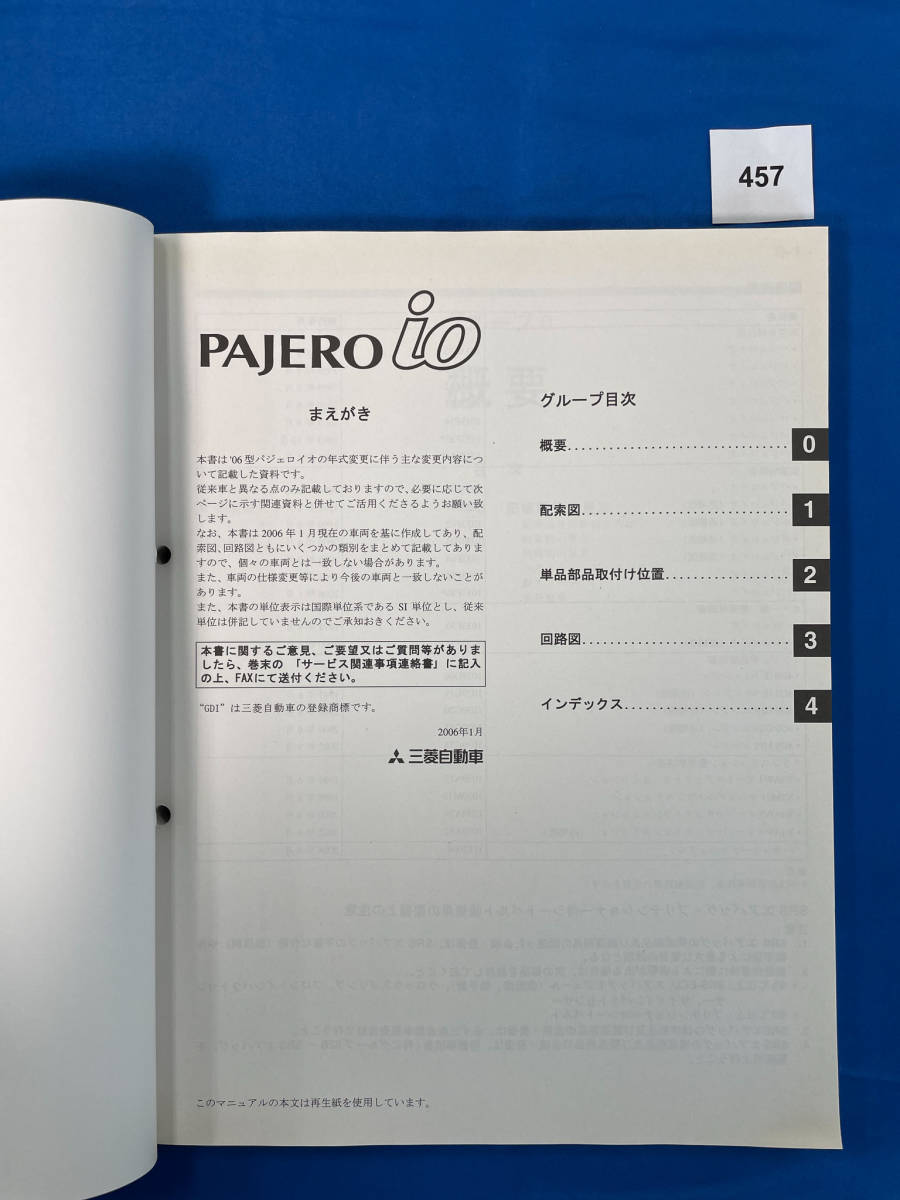 457
PAJERO io
まえがき
本書は'06型パジェロイオの年式変更に伴う主な変更内容につ
いて記載した資料です。
従来車と異なる点のみ記載しておりますので、必要に応じて次
ページに示す関連資料と併せてご活用くださるようお願い致
します。
なお、本書は2006年1月現在の車両を基に作成してあり、配
索図、回路図ともにいくつかの類別をまとめて記載してありま
すので、個々の車両とは一致しない場合があります。
また、車両の仕様変更等により今後の車両と一致しないことが
あります。
また、本書の単位表示は国際単位系であるSI単位とし、従来
単位は併記していませんのでご承知おきください。
本書に関するご意見、ご要望又はご質問等がありま
したら、巻末の「サービス関連事項連絡書」に記入
の上、FAXにて送付ください。
“GDI”は三菱自動車の登録商標です。
2006年1月
三菱自動車
グループ目次
概要................................ 0
配索図.............................. 1
単品部品取付け位置.................. 2
回路図.............................. 3
インデックス........................ 4
このマニュアルの本文は再生紙を使用しています。